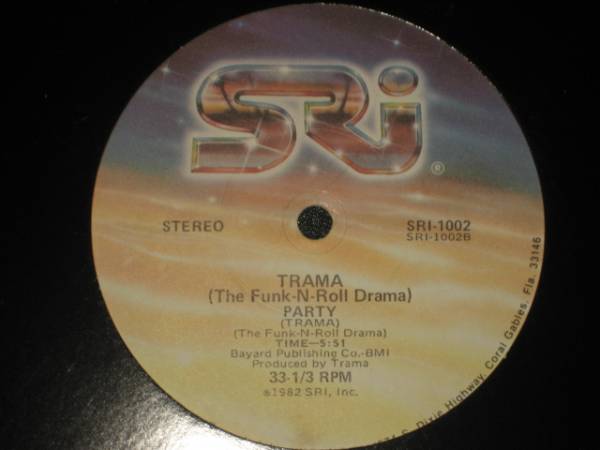 SRi
®
STEREO
SRI-1002
SRI-1002B
TRAMA
(The Funk-N-Roll Drama)
PARTY
(TRAMA)
(The Funk-N-Roll Drama)
TIME—5:51
Bayard Publishing Co.-BMI
Produced by Trama
33-1/3 RPM
℗1982 SRI, Inc.
S. Dixie Highway, Coral Gables, Fla. 33146